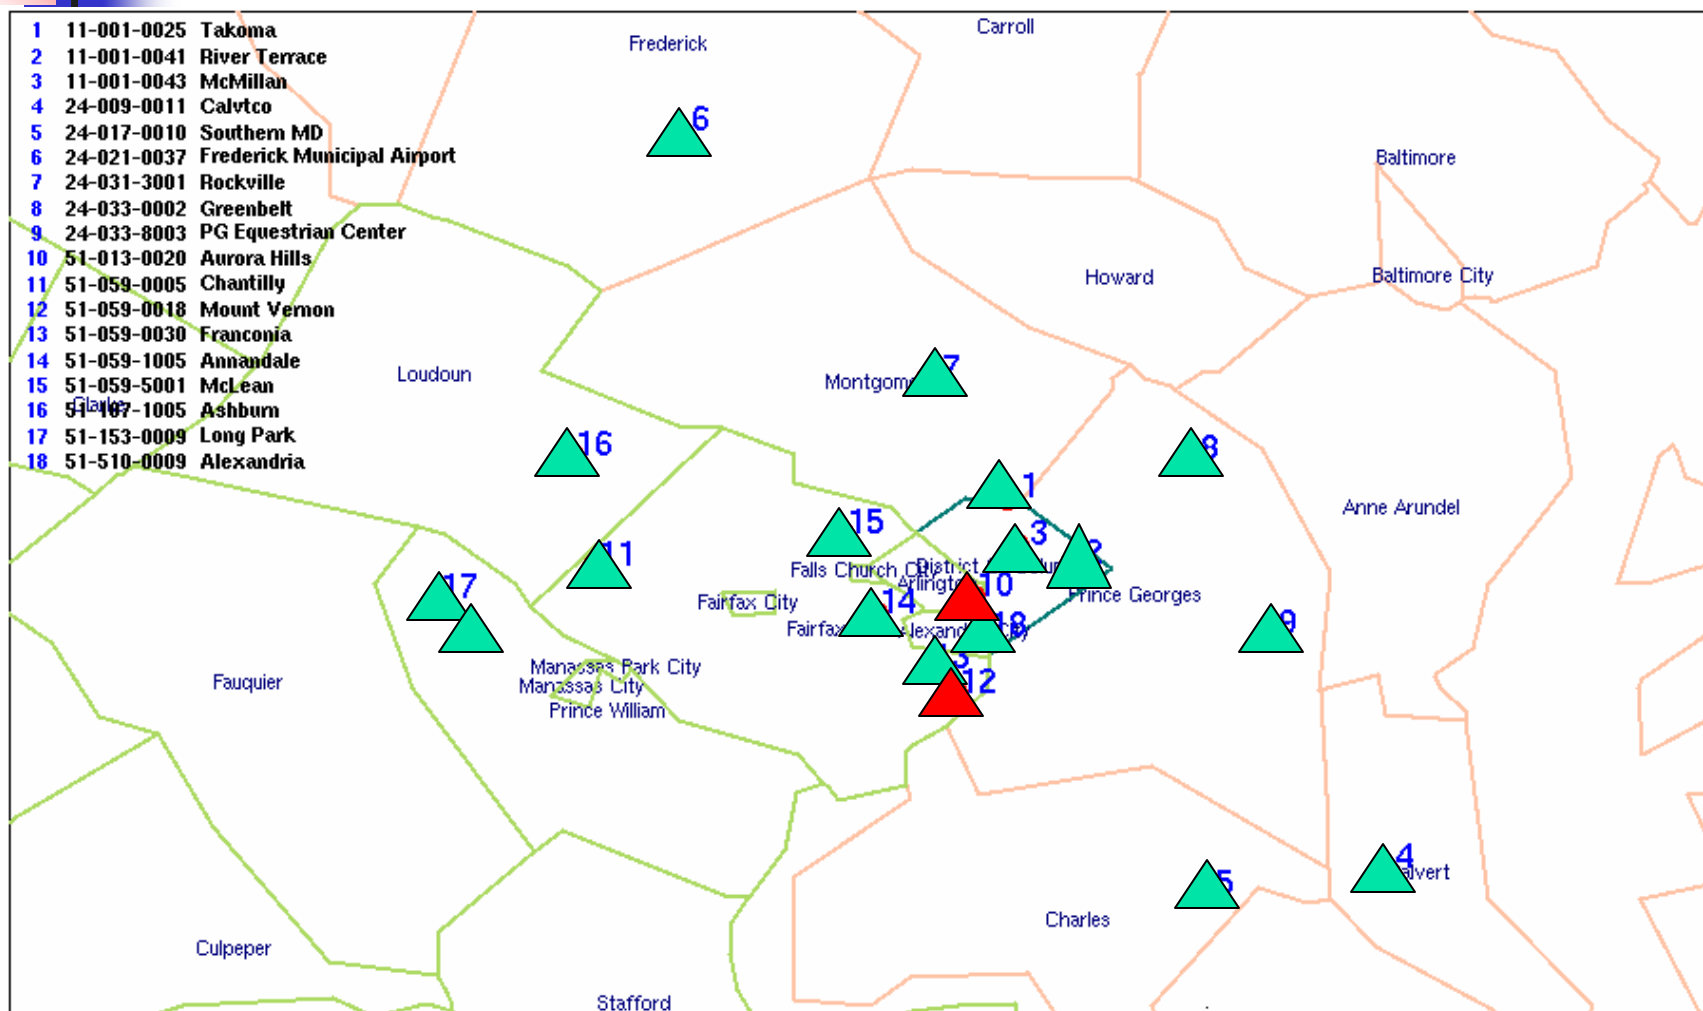 1 11-001-0025 Takoma
2 11-001-0041 River Terrace
3 11-001-0043 McMillan
4 24-009-0011 Calvtco
5 24-017-0010 Southern MD
6 24-021-0037 Frederick Municipal Airport
7 24-031-3001 Rockville
8 24-033-0002 Greenbelt
9 24-033-8003 PG Equestrian Center
10 51-013-0020 Aurora Hills
11 51-059-0005 Chantilly
12 51-059-0018 Mount Vernon
13 51-059-0030 Franconia
14 51-059-1005 Annandale
15 51-059-5001 McLean
16 51-107-1005 Ashburn
17 51-153-0009 Long Park
18 51-510-0009 Alexandria
Clarke
Frederick
Carroll
6
Baltimore
Howard
Baltimore City
Loudoun
7
16
8
1
Anne Arundel
15
3
2
11
Falls Church City
District
Prince Georges
17
10
Fairfax City
14
9
Fairfax
18
Manassas Park City
Fauquier
12
Manassas City
Prince William
4
5
Charles
Culpeper
Stafford